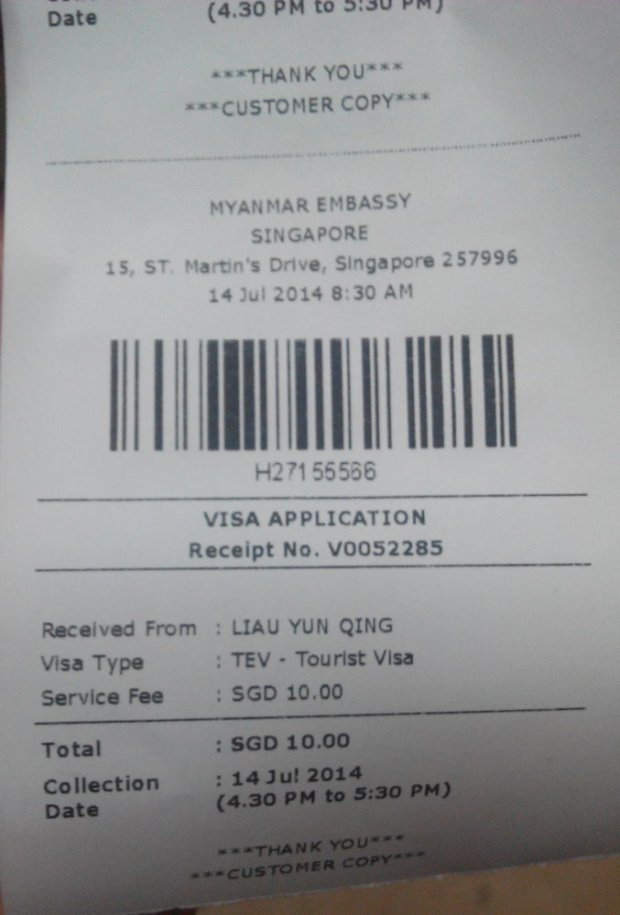 Date
(4.30 PM to 5:30 PM)
***THANK YOU***
***CUSTOMER COPY***
MYANMAR EMBASSY
SINGAPORE
15, ST. Martin's Drive, Singapore 257996
14 Jul 2014 8:30 AM
H27155566
VISA APPLICATION
Receipt No. V0052285
Received From : LIAU YUN QING
Visa Type : TEV - Tourist Visa
Service Fee : SGD 10.00
Total : SGD 10.00
Collection : 14 Jul 2014
Date (4.30 PM to 5:30 PM)
***THANK YOU***
***CUSTOMER COPY***